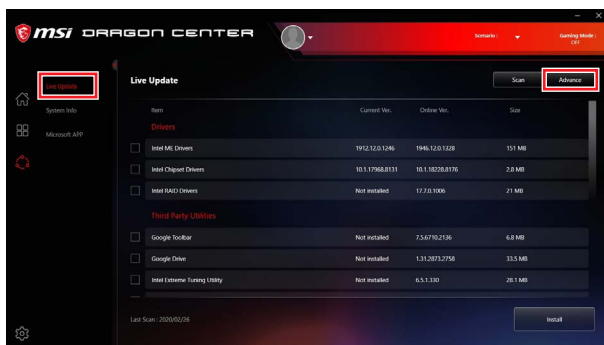 msi DRAGON CENTER
Scenario :
Gaming Mode :
OFF
Live Update
System Info
Microsoft APP
Live Update
Scan
Advance
Item Current Ver. Online Ver. Size
Drivers
Intel ME Drivers 1912.12.0.1246 1946.12.0.1328 151 MB
Intel Chipset Drivers 10.1.17968.8131 10.1.18228.8176 2.8 MB
Intel RAID Drivers Not installed 17.7.0.1006 21 MB
Third Party Utilities
Google Toolbar Not installed 7.5.6710.2136 6.8 MB
Google Drive Not installed 1.31.2873.2758 33.5 MB
Intel Extreme Tuning Utility Not installed 6.5.1.330 28.1 MB
Last Scan : 2020/02/26
Install